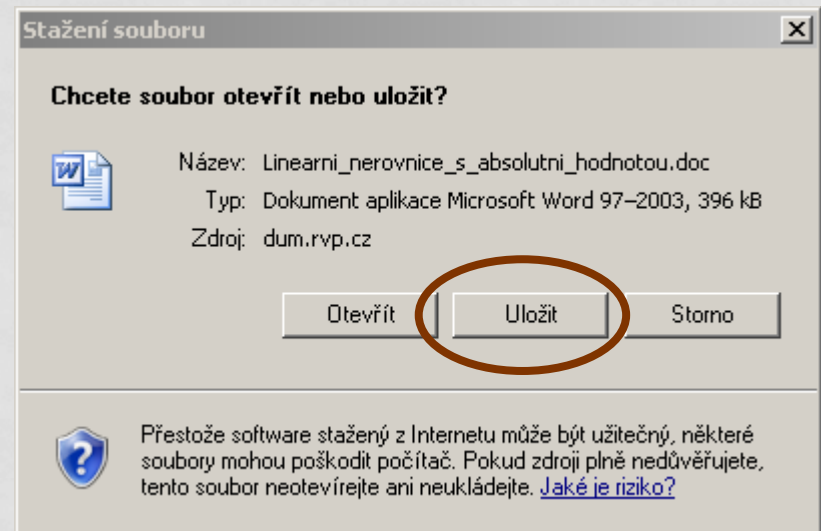 Stažení souboru
Chcete soubor otevřít nebo uložit?
Název: Linearni_nerovnice_s_absolutni_hodnotou.doc
Typ: Dokument aplikace Microsoft Word 97–2003, 396 kB
Zdroj: dum.rvp.cz
Otevřít Uložit Storno
Přestože software stažený z Internetu může být užitečný, některé
soubory mohou poškodit počítač. Pokud zdroji plně nedůvěřujete,
tento soubor neotevírejte ani neukládejte. Jaké je riziko?